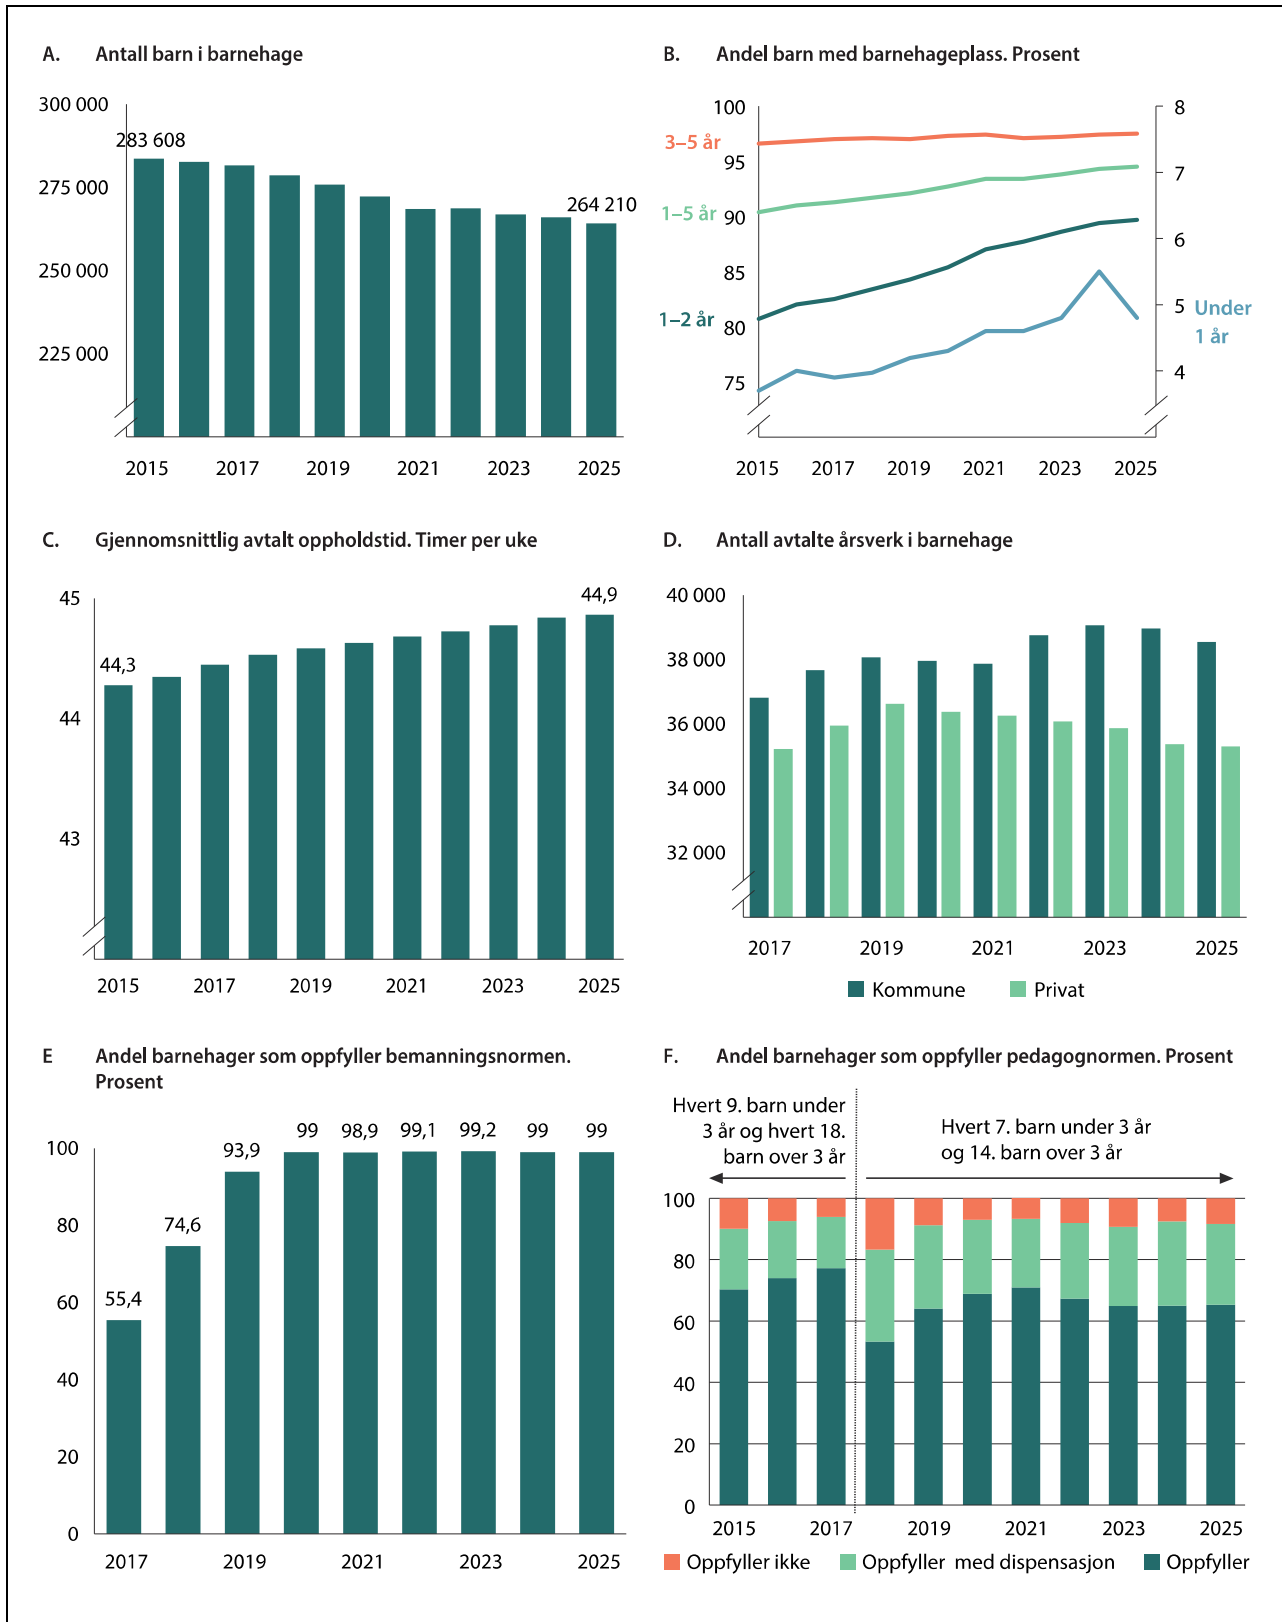 A. Antall barn i barnehage
300 000
283 608
275 000
264 210
250 000
225 000
2015 2017 2019 2021 2023 2025
B. Andel barn med barnehageplass. Prosent
100 8
3–5 år
95
7
1–5 år
90
6
85
1–2 år
80
5
Under
1 år
75
4
2015 2017 2019 2021 2023 2025
C. Gjennomsnittlig avtalt oppholdstid. Timer per uke
45
44,9
44,3
44
43
2015 2017 2019 2021 2023 2025
D. Antall avtalte årsverk i barnehage
40 000
38 000
36 000
34 000
32 000
2017 2019 2021 2023 2025
Kommune Privat
E Andel barnehager som oppfyller bemanningsnormen.
Prosent
99 98,9 99,1 99,2 99 99
100
93,9
80
74,6
60
55,4
40
20
0
2017 2019 2021 2023 2025
F. Andel barnehager som oppfyller pedagognormen. Prosent
Hvert 9. barn under
3 år og hvert 18.
barn over 3 år
Hvert 7. barn under 3 år
og 14. barn over 3 år
100
80
60
40
20
0
2015 2017 2019 2021 2023 2025
Oppfyller ikke Oppfyller med dispensasjon Oppfyller